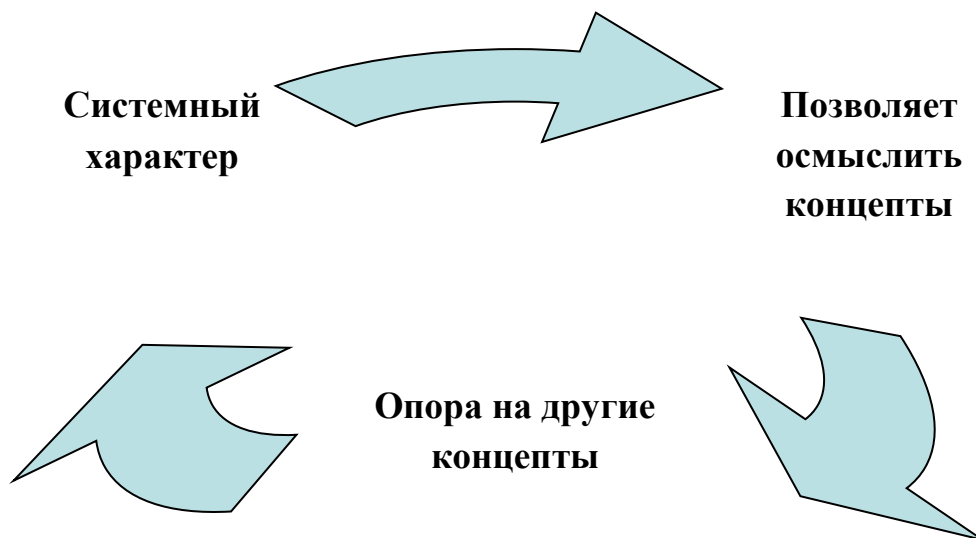 Системный
характер
Позволяет
осмыслить
концепты
Опора на другие
концепты